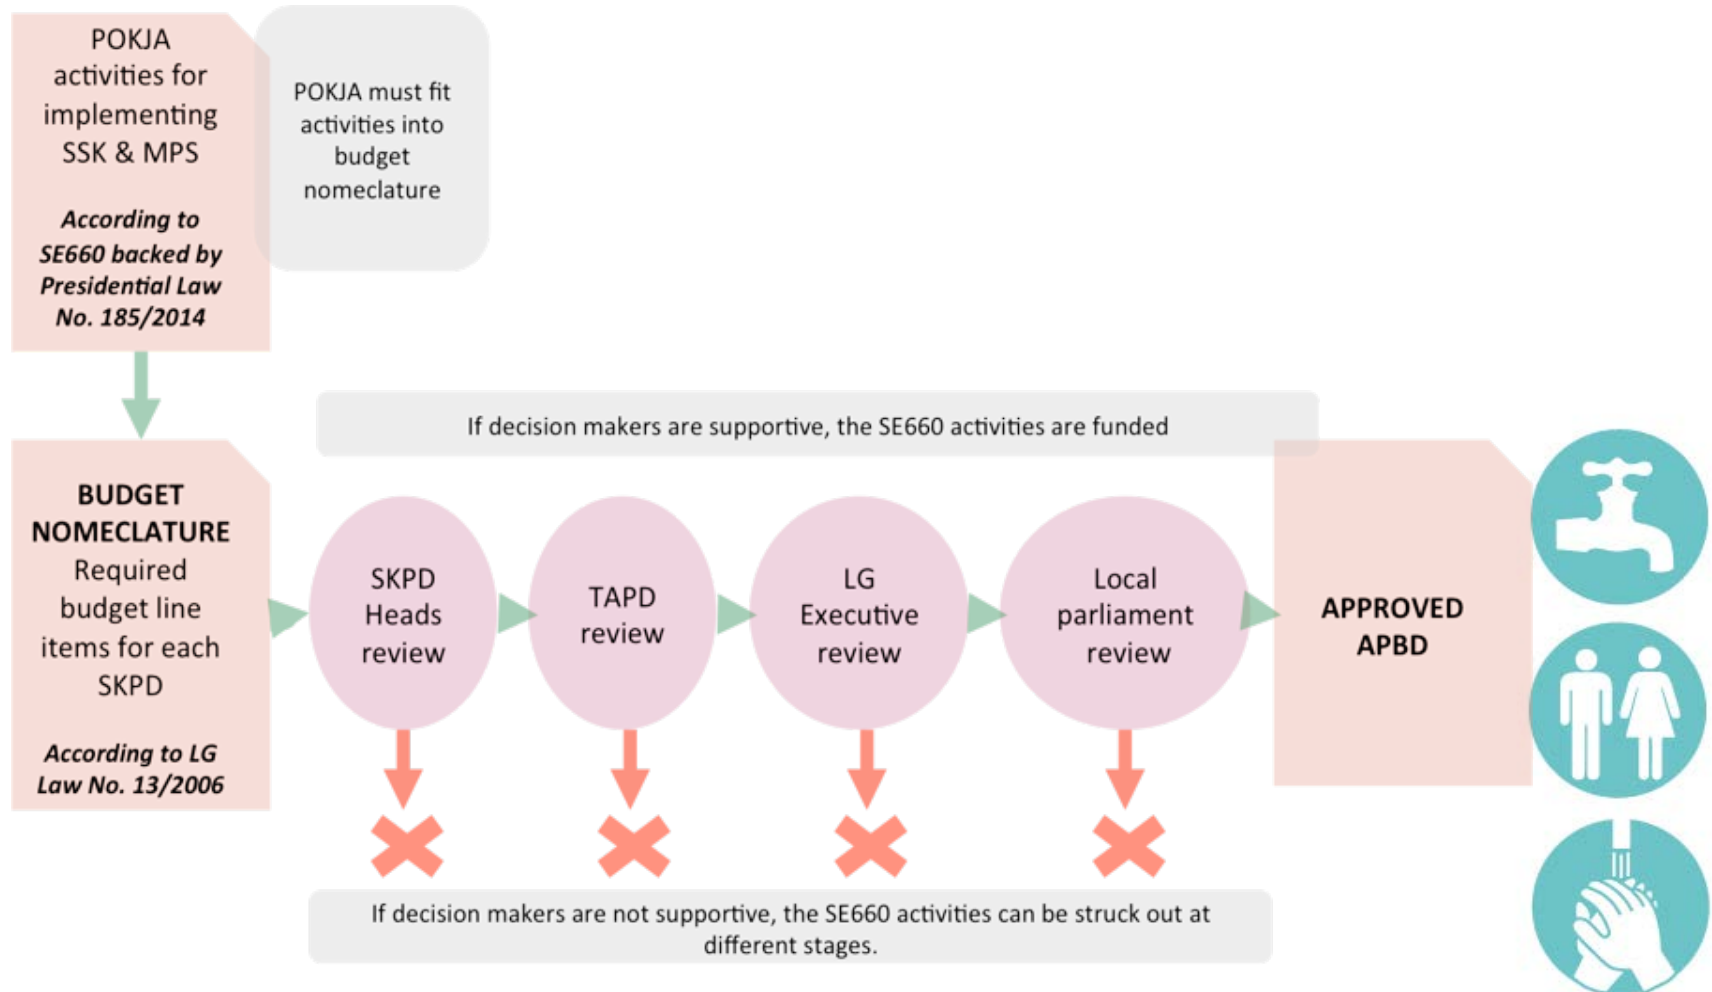 POKJA
activities for
implementing
SSK & MPS
According to
SE660 backed by
Presidential Law
No. 185/2014
POKJA must fit
activities into
budget
nomeclature
If decision makers are supportive, the SE660 activities are funded
BUDGET
NOMECLATURE
Required
budget line
items for each
SKPD
According to LG
Law No. 13/2006
SKPD
Heads
review
TAPD
review
LG
Executive
review
Local
parliament
review
APPROVED
APBD
If decision makers are not supportive, the SE660 activities can be struck out at
different stages.